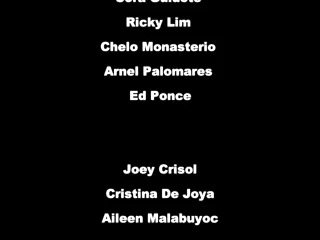 Ricky Lim
Chelo Monasterio
Arnel Palomares
Ed Ponce
Joey Crisol
Cristina De Joya
Aileen Malabuyoc